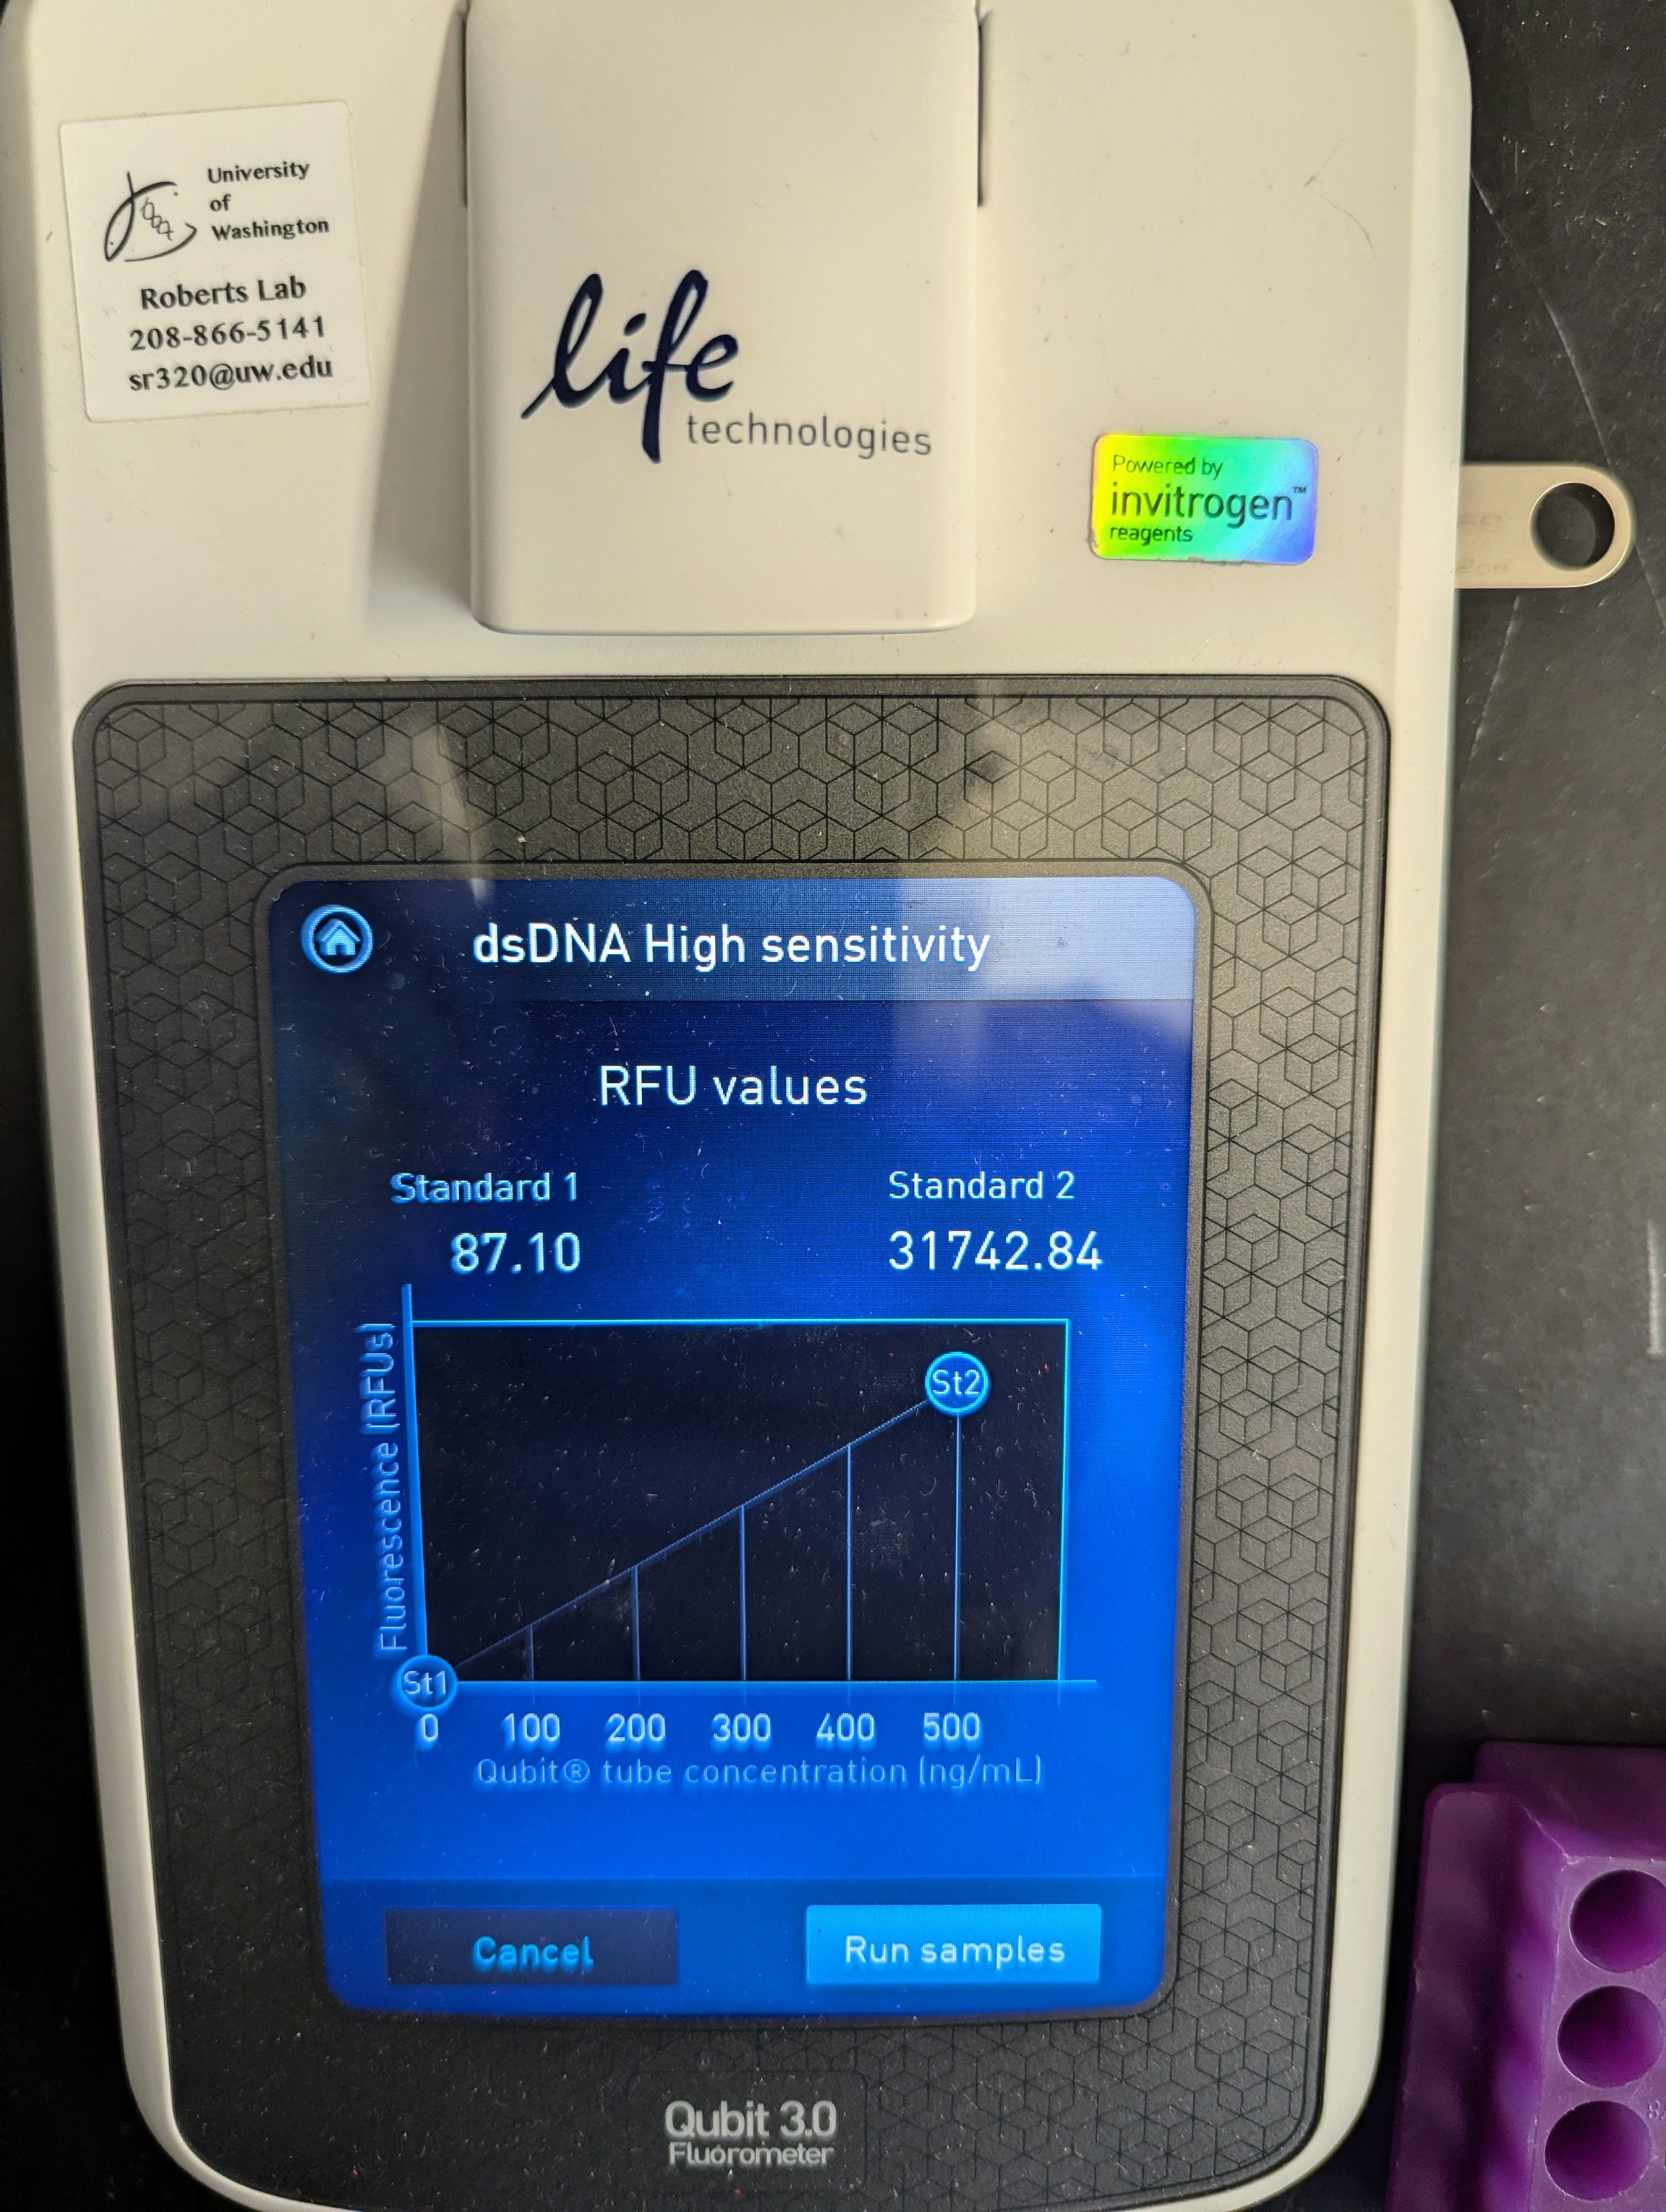 University
of
Washington
Roberts Lab
208-866-5141
sr320@uw.edu
life
technologies
Powered by
invitrogen™
reagents
dsDNA High sensitivity
RFU values
Standard 1
Standard 2
87.10
31742.84
Fluorescence (RFUs)
St2
St1
0 100 200 300 400 500
Qubit® tube concentration (ng/mL)
Cancel
Run samples
Qubit 3.0
Fluorometer